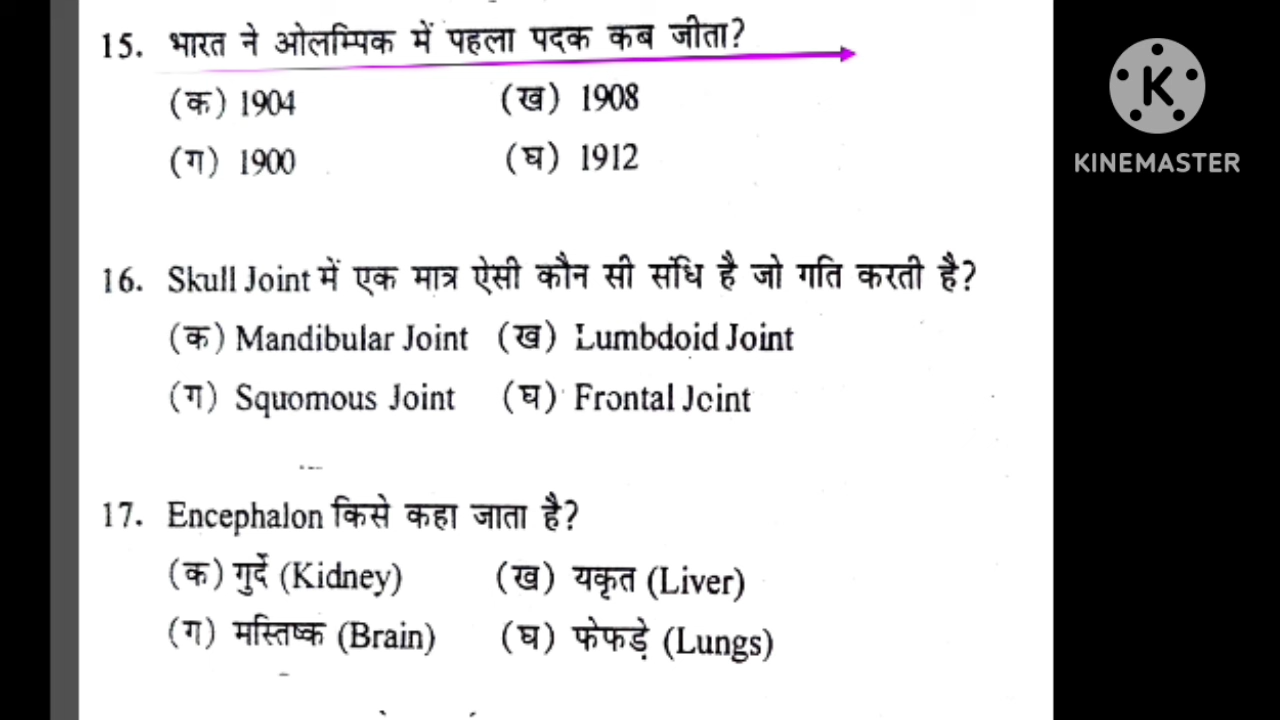 15. भारत ने ओलम्पिक में पहला पदक कब जीता?
(क) 1904 (ख) 1908
(ग) 1900 (घ) 1912
K
KINEMASTER
16. Skull Joint में एक मात्र ऐसी कौन सी संधि है जो गति करती है?
(क) Mandibular Joint (ख) Lumbdoid Joint
(ग) Squomous Joint (घ) Frontal Joint
17. Encephalon किसे कहा जाता है?
(क) गुर्दे (Kidney) (ख) यकृत (Liver)
(ग) मस्तिष्क (Brain) (घ) फेफड़े (Lungs)